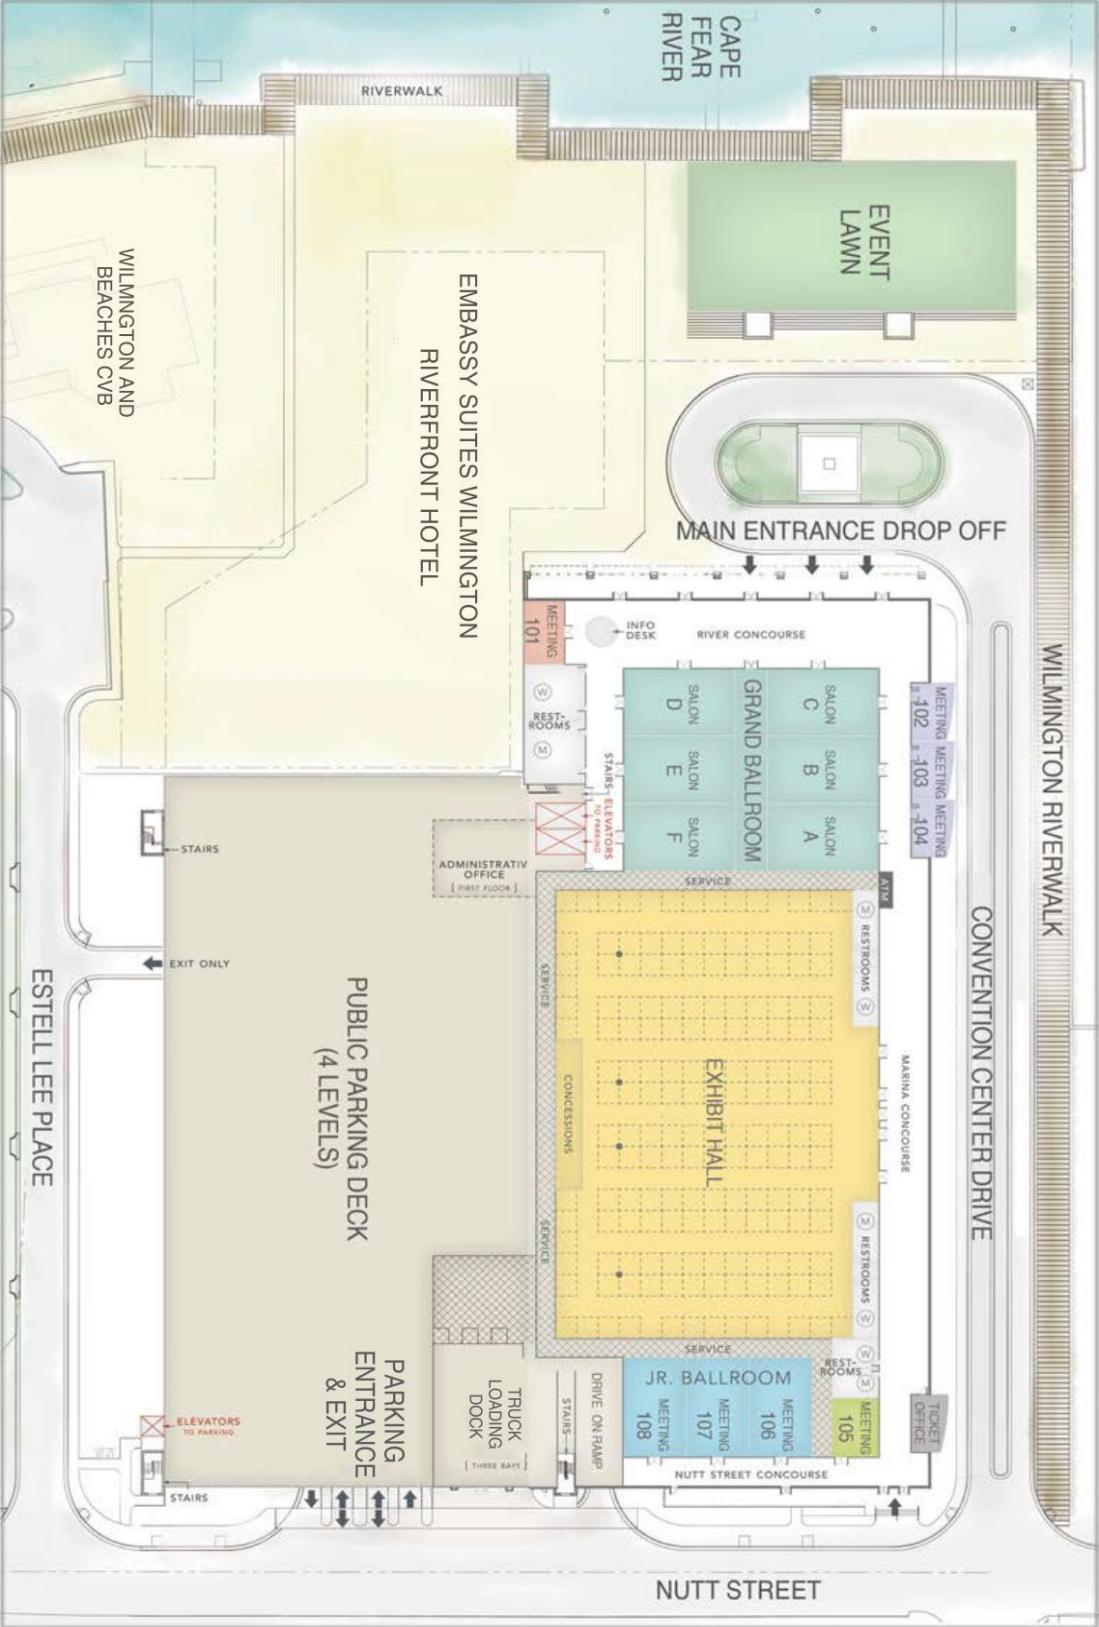 CAPE
FEAR
RIVER
RIVERWALK
EVENT
LAWN
WILMNGTON AND
BEACHES CVB
EMBASSY SUITES WILMINGTON
RIVERFRONT HOTEL
MAIN ENTRANCE DROP OFF
WILMINGTON RIVERWALK
MEETING
101
INFO
DESK
RIVER CONCOURSE
W
REST-
ROOMS
M
STAIRS
ELEVATORS
TO PARKING
GRAND BALLROOM
SALON
D
SALON
C
SALON
E
SALON
B
SALON
F
SALON
A
MEETING
102
MEETING
103
MEETING
104
ADMINISTRATIV
OFFICE
[ FIRST FLOOR ]
STAIRS
SERVICE
ATM
M
RESTROOMS
W
EXIT ONLY
SERVICE
CONVENTION CENTER DRIVE
ESTELL LEE PLACE
PUBLIC PARKING DECK
(4 LEVELS)
CONCESSIONS
EXHIBIT HALL
MARINA CONCOURSE
SERVICE
M
RESTROOMS
W
SERVICE
W
REST-
ROOMS
M
PARKING
ENTRANCE
& EXIT
TRUCK
LOADING
DOCK
[ THREE BAYS ]
STAIRS
DRIVE ON RAMP
JR. BALLROOM
MEETING
108
MEETING
107
MEETING
106
MEETING
105
TICKET
OFFICE
ELEVATORS
TO PARKING
NUTT STREET CONCOURSE
STAIRS
NUTT STREET